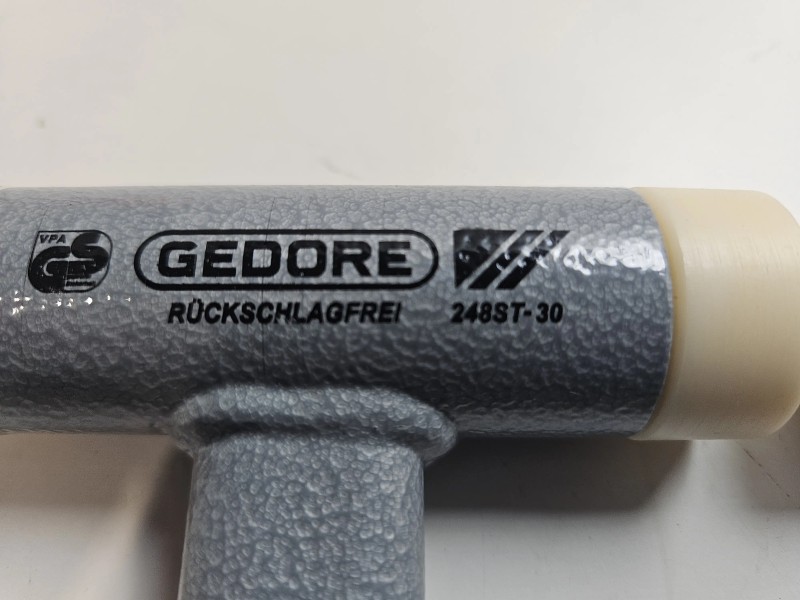 VPA
GS
GEDORE
RÜCKSCHLAGFREI 248ST-30